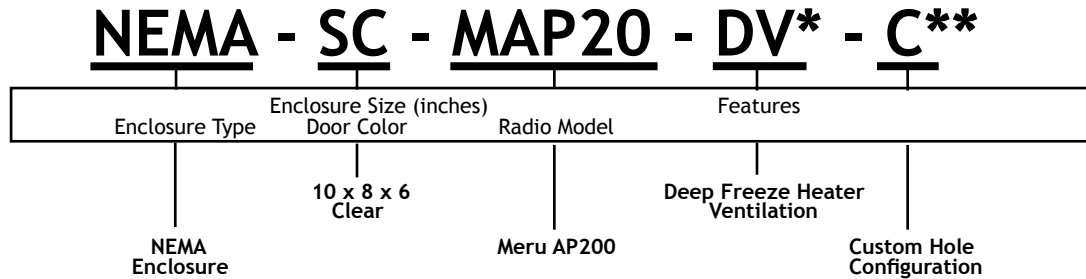 NEMA - SC - MAP20 - DV* - C**
Enclosure Size (inches) Features
Enclosure Type Door Color Radio Model
10 x 8 x 6 Deep Freeze Heater
Clear Ventilation
NEMA Meru AP200 Custom Hole
Enclosure Configuration